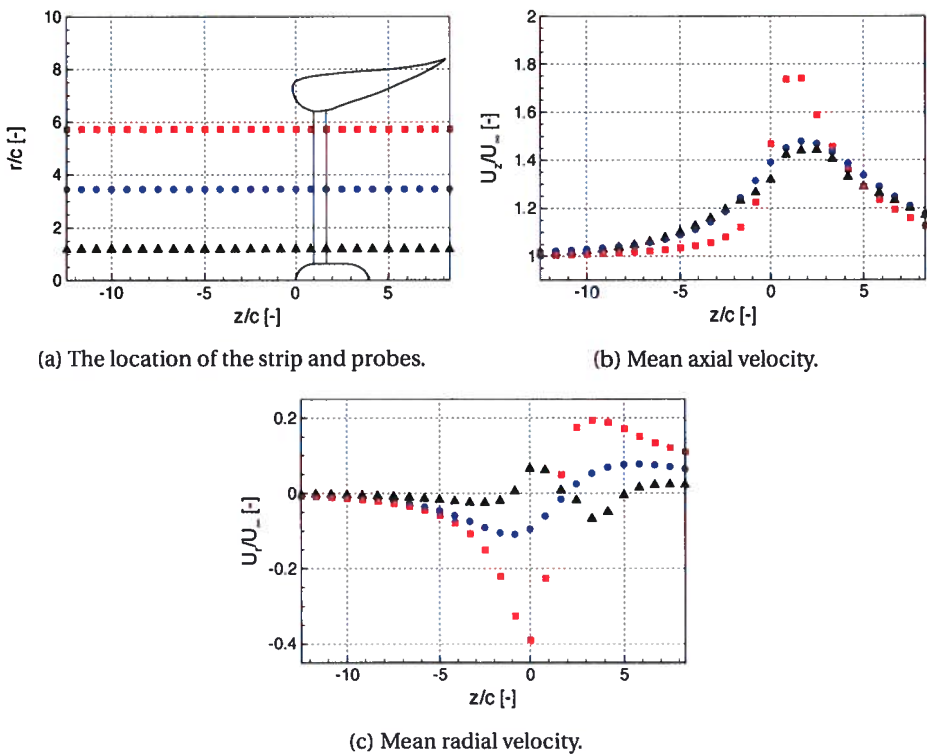 10
8
6
4
2
0
r/c [-]
-10 -5 0 5
z/c [-]
(a) The location of the strip and probes.
2
1.8
1.6
1.4
1.2
1
U_z/U_∞ [-]
-10 -5 0 5
z/c [-]
(b) Mean axial velocity.
0.2
0
-0.2
-0.4
U_r/U_∞ [-]
-10 -5 0 5
z/c [-]
(c) Mean radial velocity.